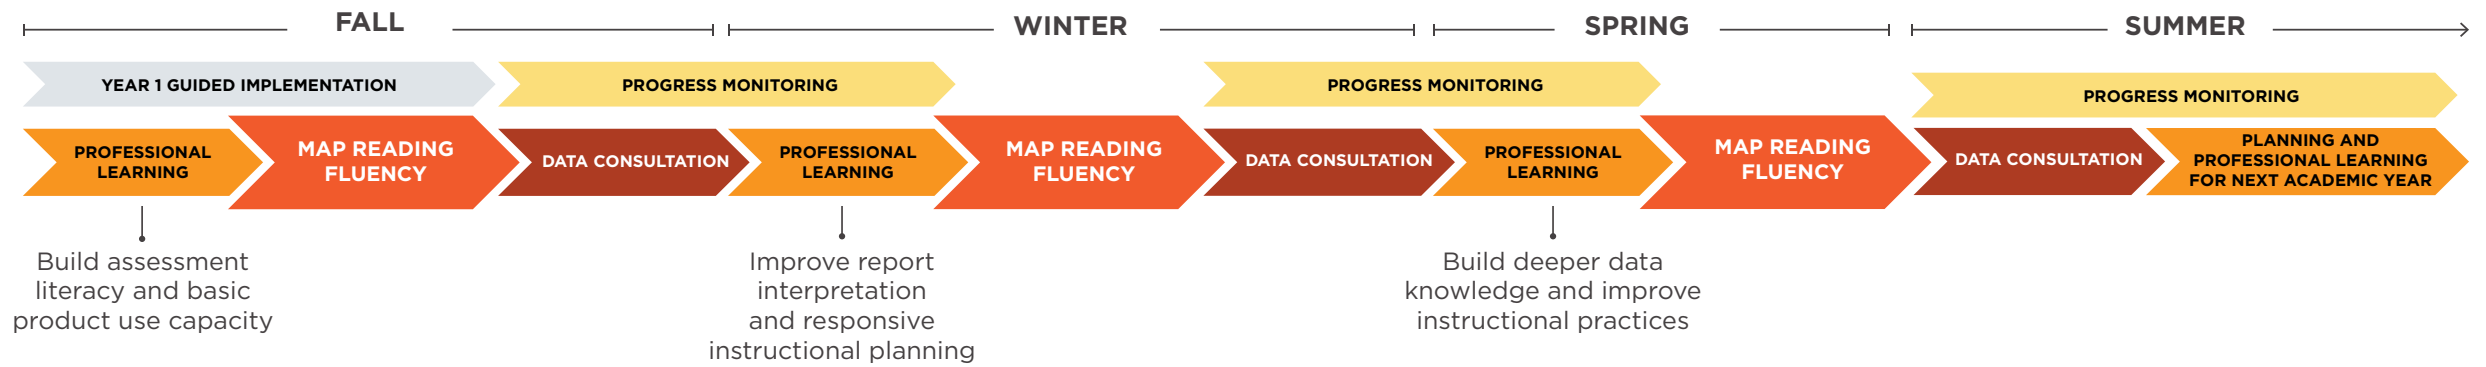 FALL
WINTER
SPRING
SUMMER
YEAR 1 GUIDED IMPLEMENTATION
PROGRESS MONITORING
PROGRESS MONITORING
PROGRESS MONITORING
PROFESSIONAL
LEARNING
MAP READING
FLUENCY
DATA CONSULTATION
PROFESSIONAL
LEARNING
MAP READING
FLUENCY
DATA CONSULTATION
PROFESSIONAL
LEARNING
MAP READING
FLUENCY
DATA CONSULTATION
PLANNING AND
PROFESSIONAL LEARNING
FOR NEXT ACADEMIC YEAR
Build assessment
literacy and basic
product use capacity
Improve report
interpretation
and responsive
instructional planning
Build deeper data
knowledge and improve
instructional practices